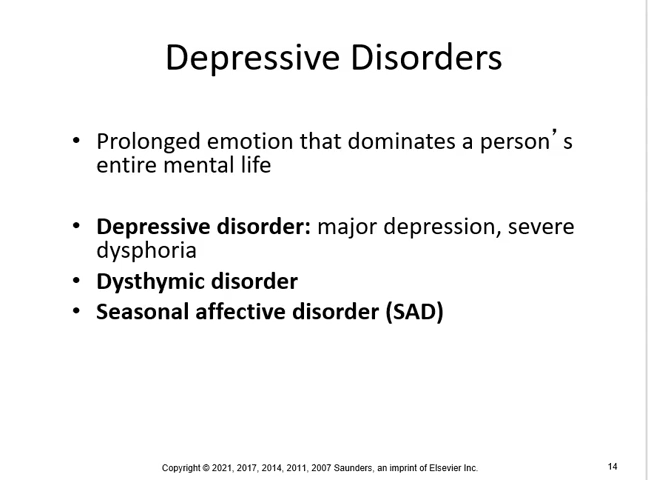 Depressive Disorders
• Prolonged emotion that dominates a person’s
entire mental life
• Depressive disorder: major depression, severe
dysphoria
• Dysthymic disorder
• Seasonal affective disorder (SAD)
Copyright © 2021, 2017, 2014, 2011, 2007 Saunders, an imprint of Elsevier Inc.
14